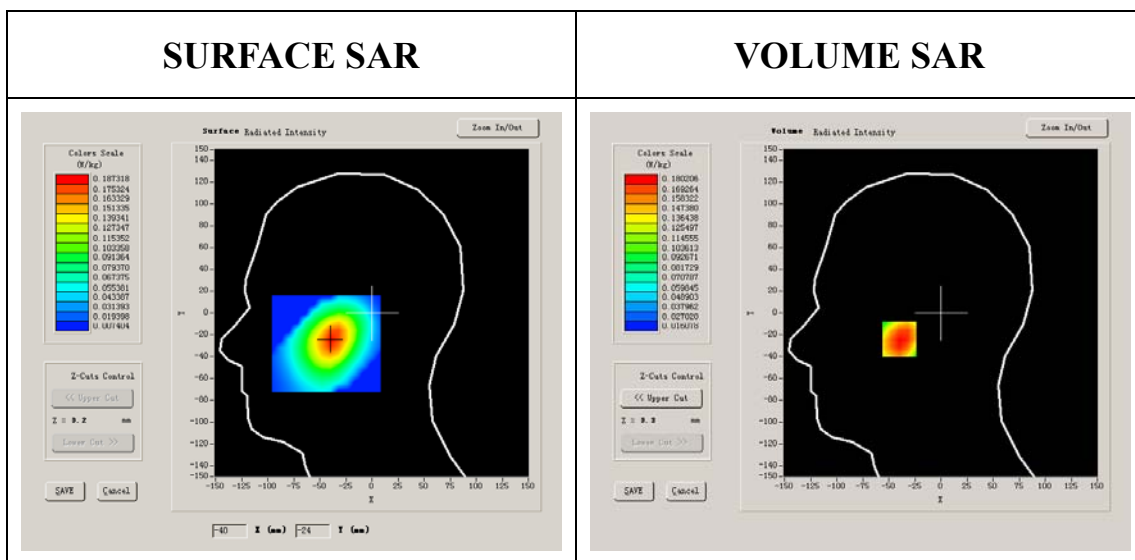 SURFACE SAR
VOLUME SAR
Surface Radiated Intensity
Zoom In/Out
Colors Scale
(W/kg)
0.187318
0.175324
0.163329
0.151335
0.139341
0.127347
0.115352
0.103358
0.091364
0.079370
0.067375
0.055381
0.043387
0.031393
0.019398
0.007404
150
140
120
100
80
60
40
20
0
-20
-40
-60
-80
-100
-120
-140
-150
Y
-150 -125 -100 -75 -50 -25 0 25 50 75 100 125 150
X
Z-Cuts Control
<< Upper Cut
Z = 9.2 mm
Lower Cut >>
SAVE Cancel
-40 X (mm) -24 Y (mm)
Volume Radiated Intensity
Zoom In/Out
Colors Scale
(W/kg)
0.180206
0.169264
0.158322
0.147380
0.136438
0.125497
0.114555
0.103613
0.092671
0.081729
0.070787
0.059845
0.048903
0.037962
0.027020
0.016078
150
140
120
100
80
60
40
20
0
-20
-40
-60
-80
-100
-120
-140
-150
Y
-150 -125 -100 -75 -50 -25 0 25 50 75 100 125 150
X
Z-Cuts Control
<< Upper Cut
mm
Lower Cut >>
SAVE Cancel